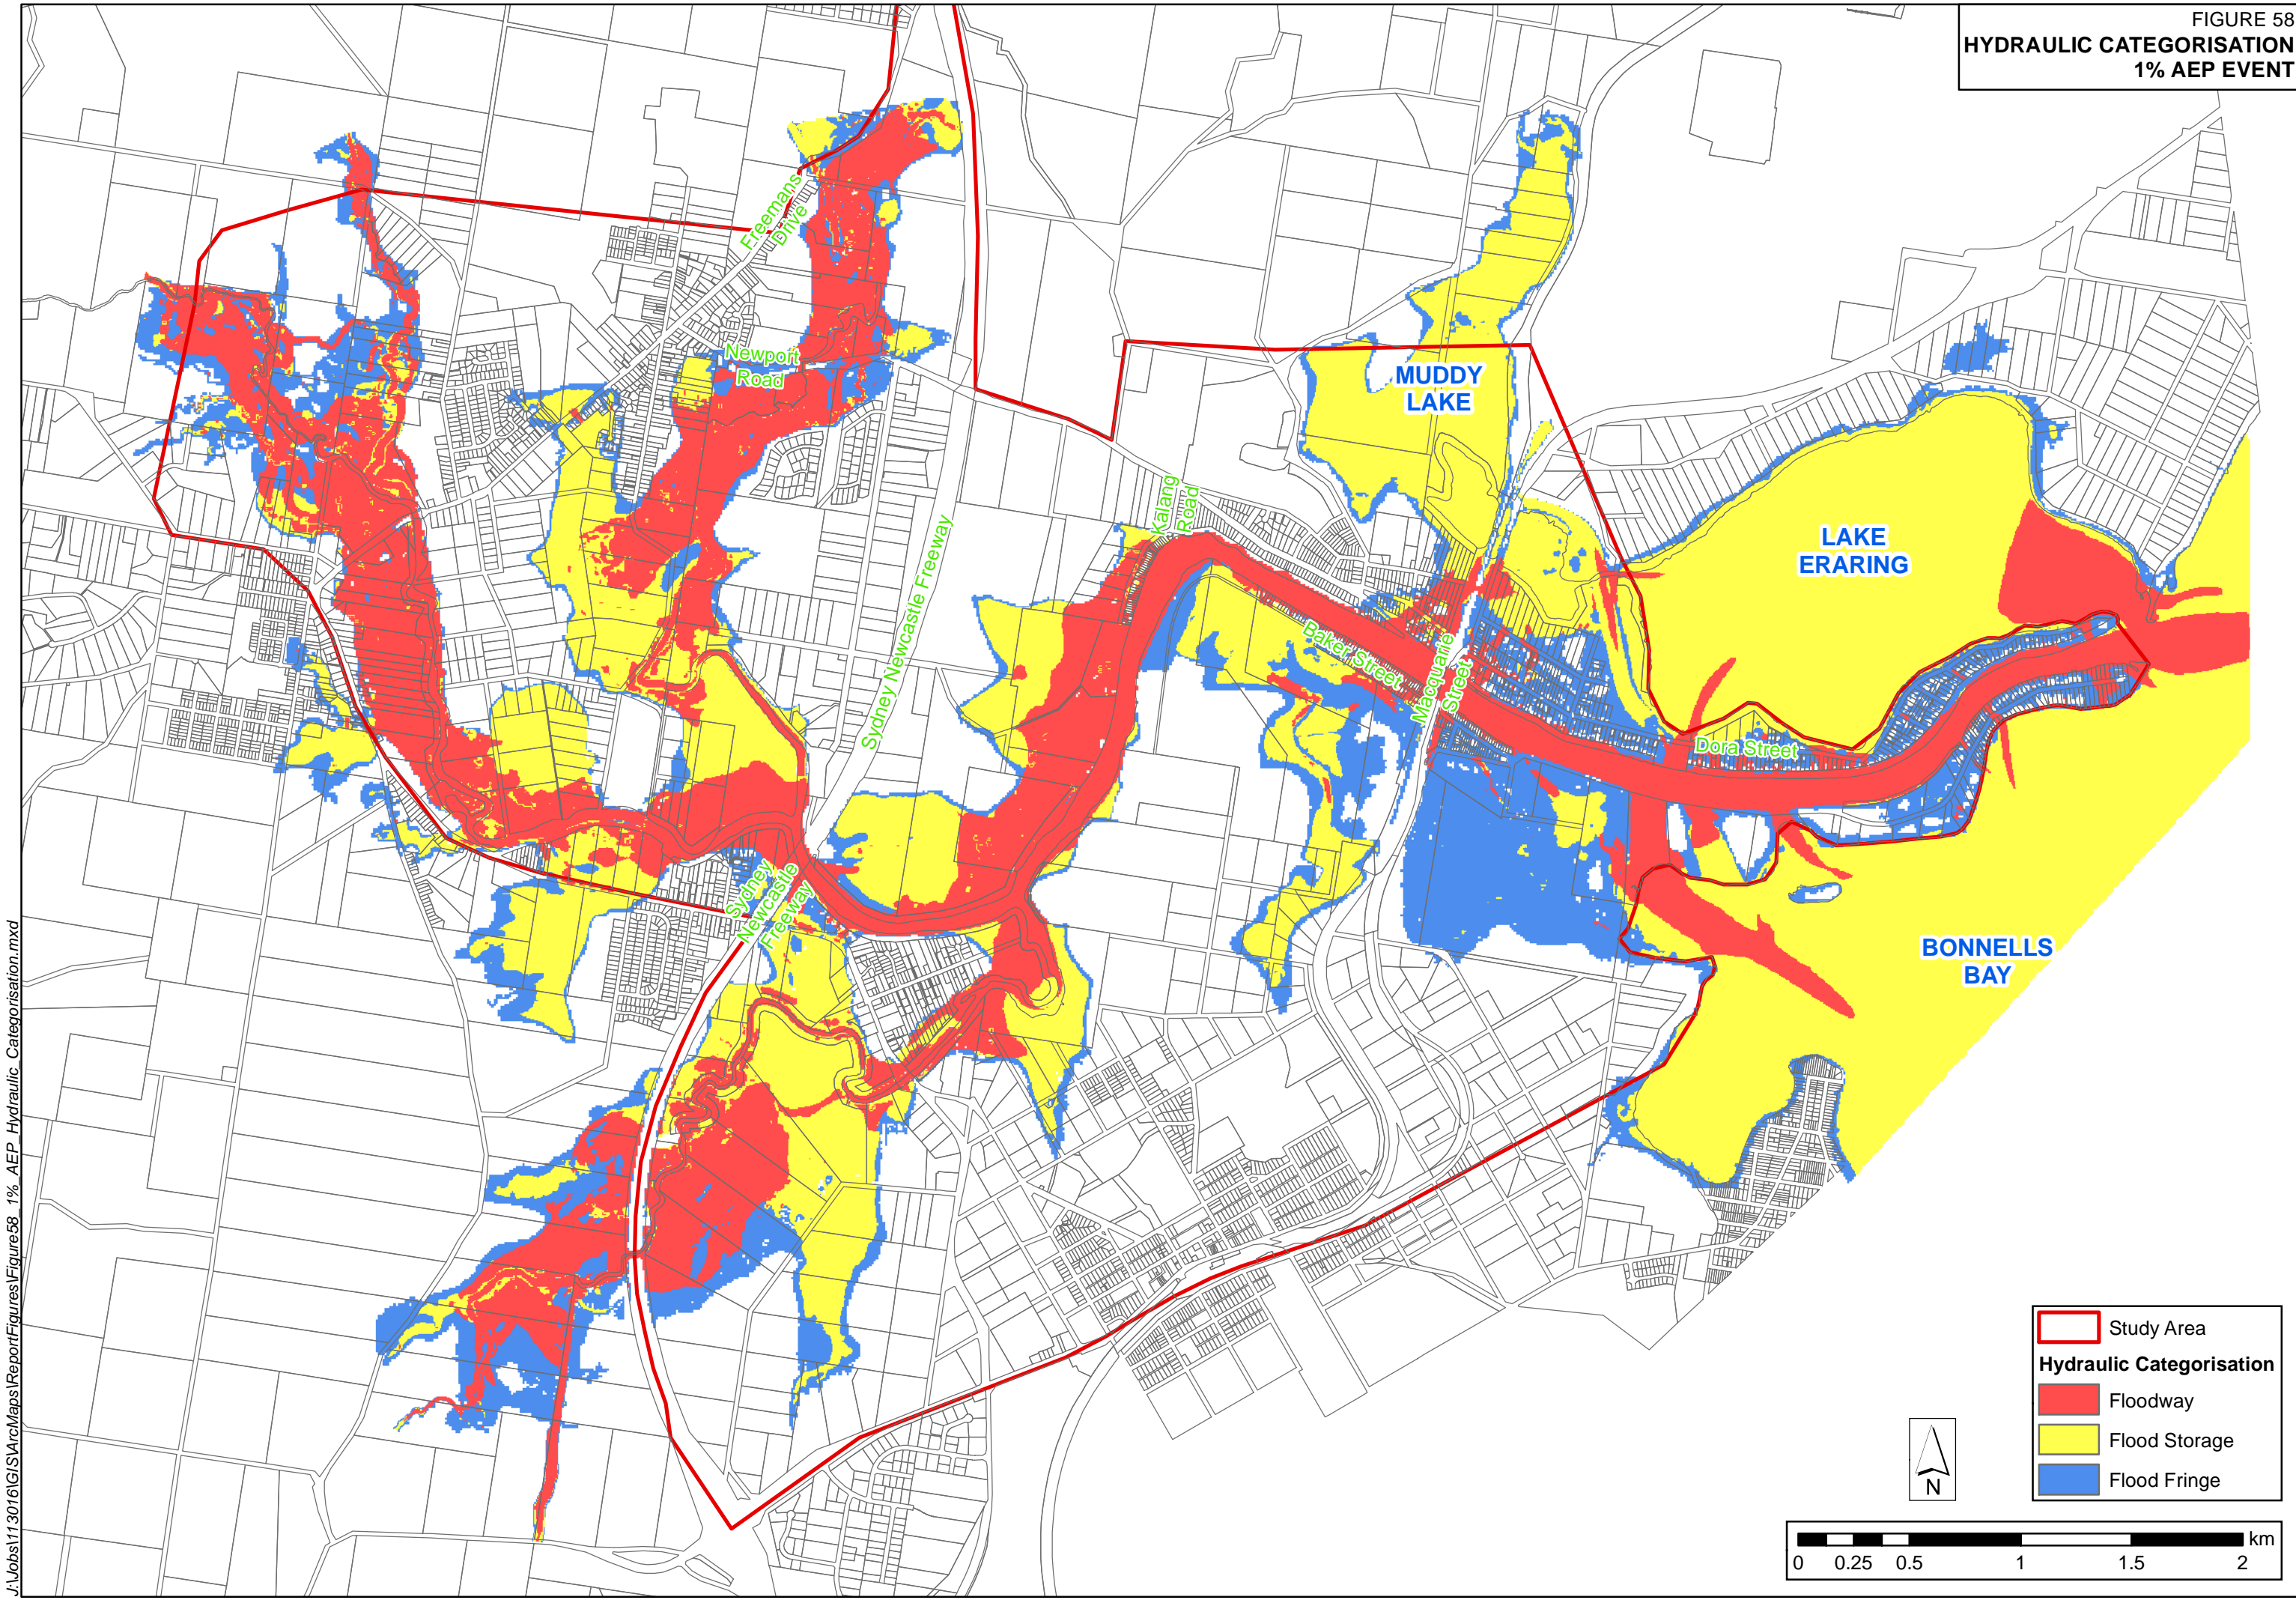 FIGURE 58
HYDRAULIC CATEGORISATION
1% AEP EVENT
Freemans
Drive
Newport
Road
MUDDY
LAKE
Kalang
Road
LAKE
ERARING
Sydney Newcastle Freeway
Baker Street
Macquarie
Street
Dora Street
Sydney
Newcastle
Freeway
BONNELLS
BAY
Study Area
Hydraulic Categorisation
Floodway
Flood Storage
Flood Fringe
N
km
0 0.25 0.5 1 1.5 2
J:\Jobs\113016\GIS\ArcMaps\ReportFigures\Figure58_1%_AEP_Hydraulic_Categorisation.mxd